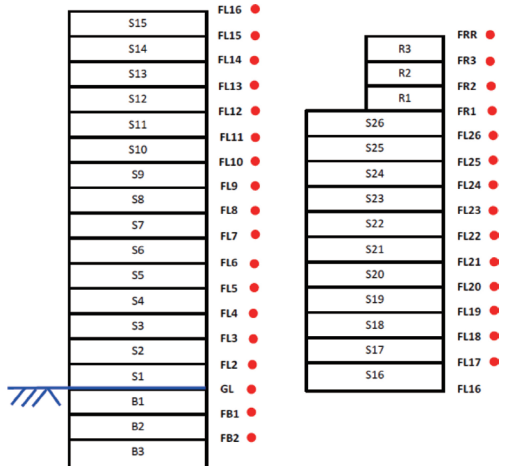 FL16
S15
FL15
S14
FL14
S13
FL13
S12
FL12
S11
FL11
S10
FL10
S9
FL9
S8
FL8
S7
FL7
S6
FL6
S5
FL5
S4
FL4
S3
FL3
S2
FL2
S1
GL
B1
FB1
B2
FB2
B3
FRR
R3
FR3
R2
FR2
R1
FR1
S26
FL26
S25
FL25
S24
FL24
S23
FL23
S22
FL22
S21
FL21
S20
FL20
S19
FL19
S18
FL18
S17
FL17
S16
FL16